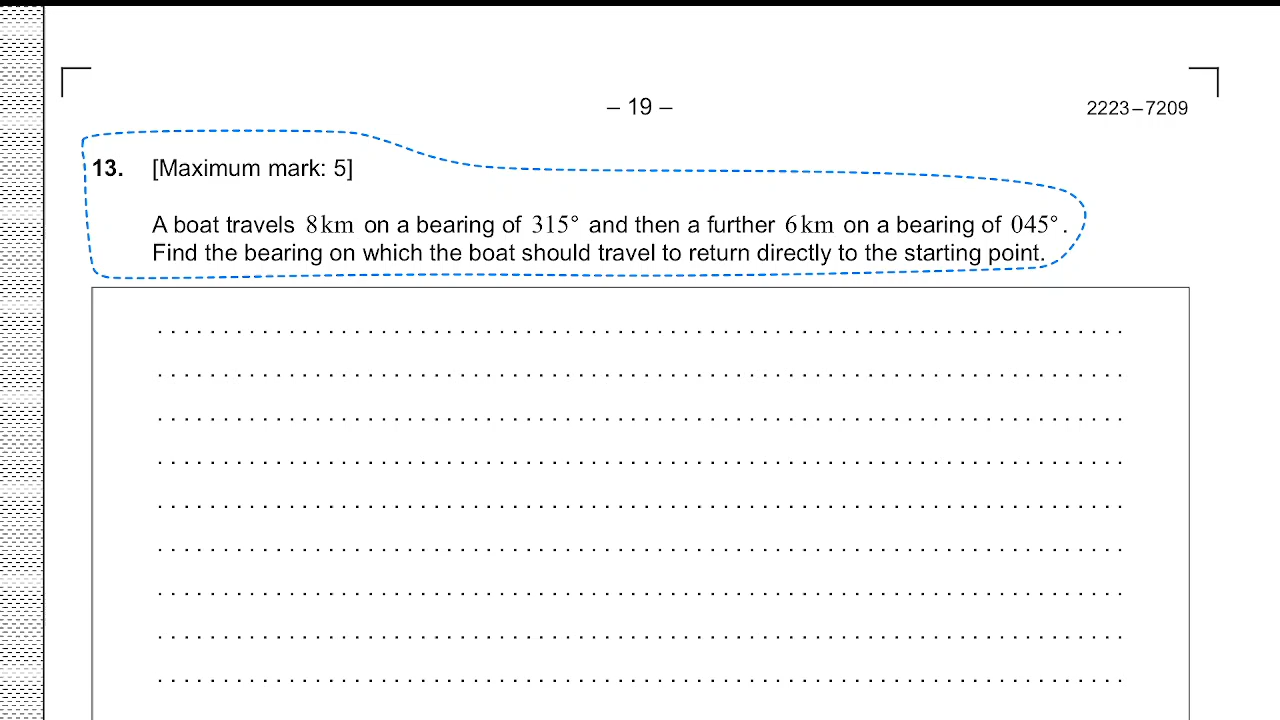 – 19 –
2223–7209
13. [Maximum mark: 5]
A boat travels 8 km on a bearing of 315° and then a further 6 km on a bearing of 045°.
Find the bearing on which the boat should travel to return directly to the starting point.